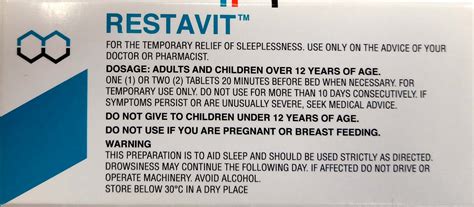 RESTAVIT™
FOR THE TEMPORARY RELIEF OF SLEEPLESSNESS. USE ONLY ON THE ADVICE OF YOUR
DOCTOR OR PHARMACIST.
DOSAGE: ADULTS AND CHILDREN OVER 12 YEARS OF AGE.
ONE (1) OR TWO (2) TABLETS 20 MINUTES BEFORE BED WHEN NECESSARY. FOR
TEMPORARY USE ONLY. DO NOT USE FOR MORE THAN 10 DAYS CONSECUTIVELY. IF
SYMPTOMS PERSIST OR ARE UNUSUALLY SEVERE, SEEK MEDICAL ADVICE.
DO NOT GIVE TO CHILDREN UNDER 12 YEARS OF AGE.
DO NOT USE IF YOU ARE PREGNANT OR BREAST FEEDING.
WARNING
THIS PREPARATION IS TO AID SLEEP AND SHOULD BE USED STRICTLY AS DIRECTED.
DROWSINESS MAY CONTINUE THE FOLLOWING DAY. IF AFFECTED DO NOT DRIVE OR
OPERATE MACHINERY. AVOID ALCOHOL.
STORE BELOW 30°C IN A DRY PLACE